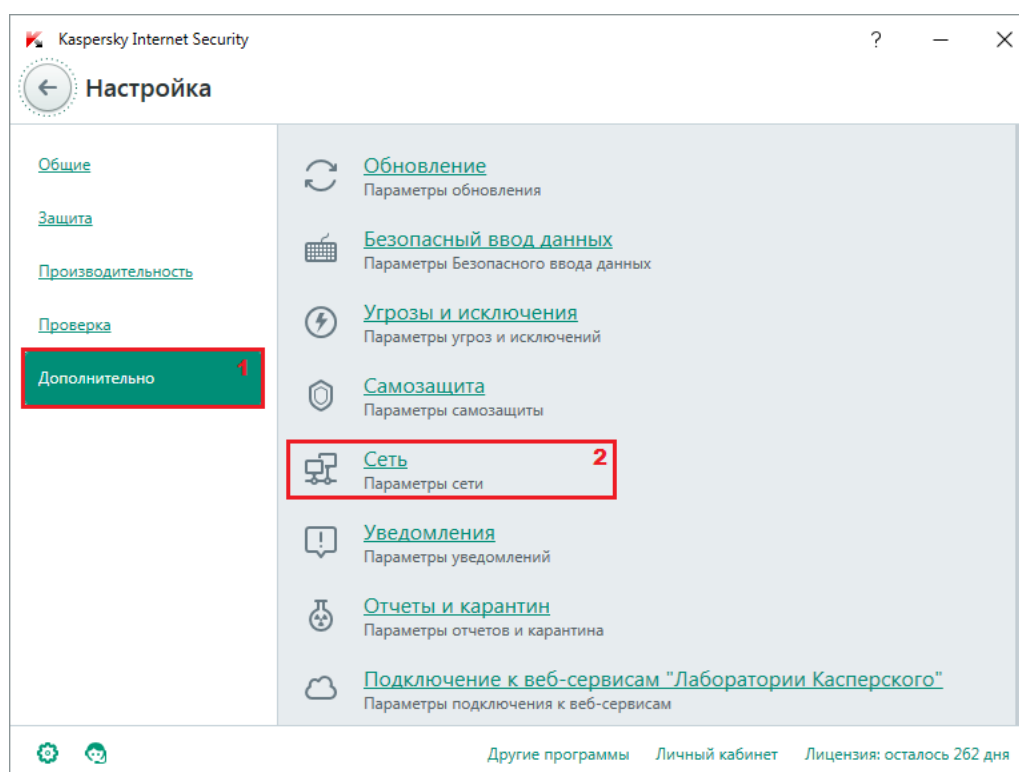 Kaspersky Internet Security
?
Настройка
Общие
Защита
Производительность
Проверка
Дополнительно 1
Обновление
Параметры обновления
Безопасный ввод данных
Параметры Безопасного ввода данных
Угрозы и исключения
Параметры угроз и исключений
Самозащита
Параметры самозащиты
Сеть 2
Параметры сети
Уведомления
Параметры уведомлений
Отчеты и карантин
Параметры отчетов и карантина
Подключение к веб-сервисам "Лаборатории Касперского"
Параметры подключения к веб-сервисам
Другие программы Личный кабинет Лицензия: осталось 262 дня